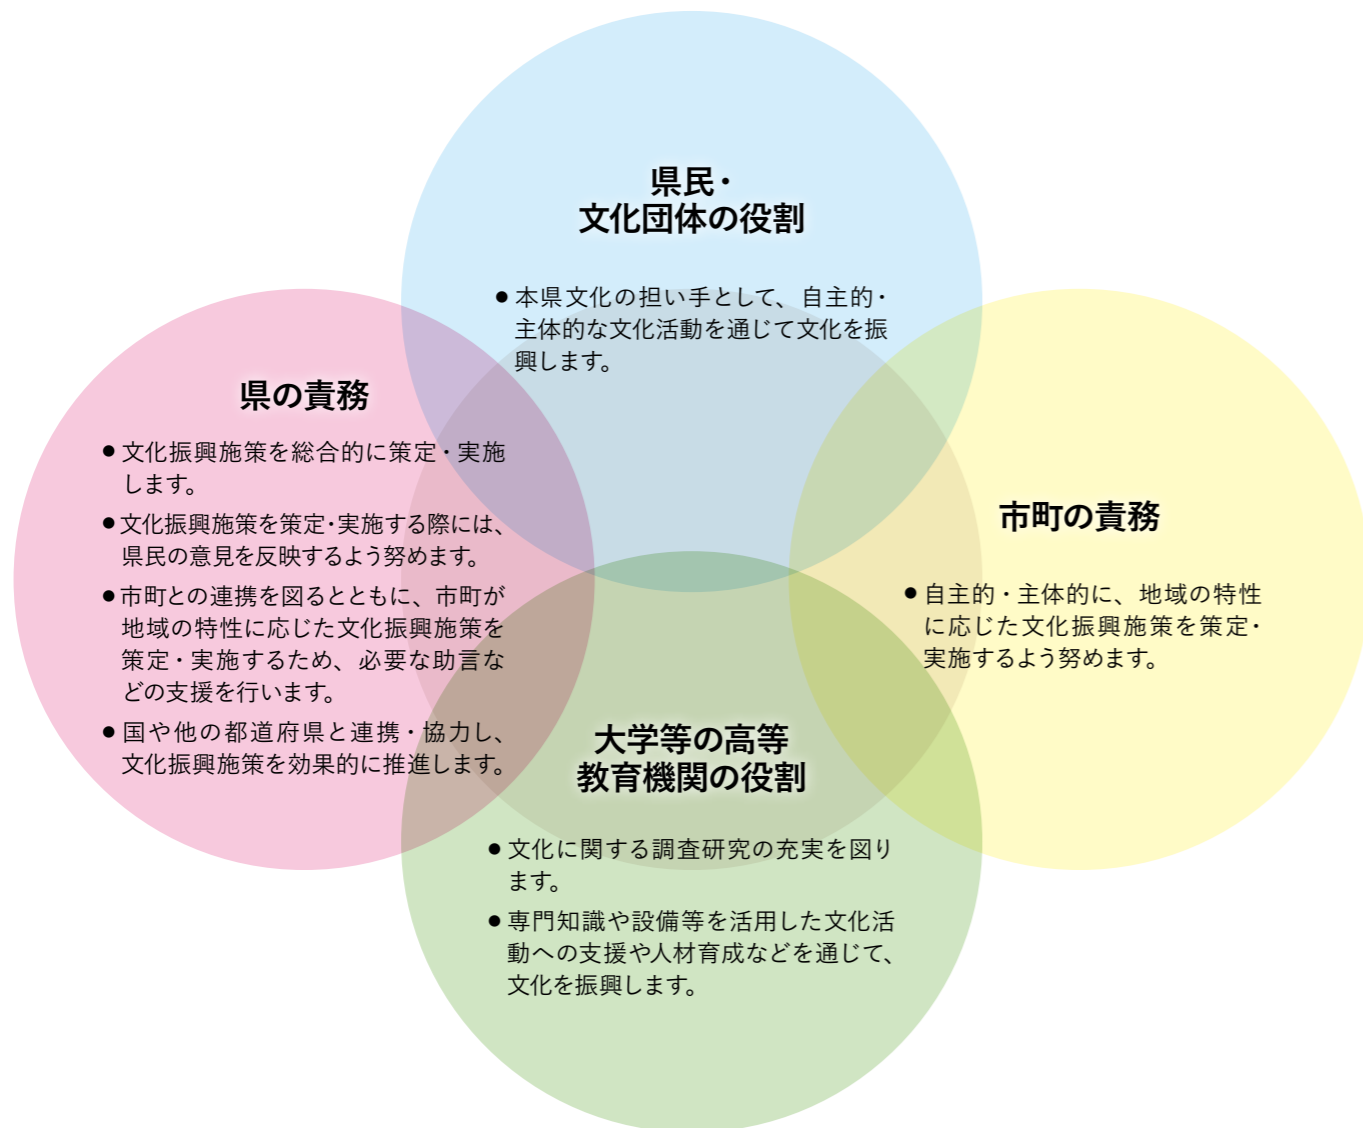 県民・
文化団体の役割
● 本県文化の担い手として、自主的・
主体的な文化活動を通じて文化を振
興します。
県の責務
● 文化振興施策を総合的に策定・実施
します。
● 文化振興施策を策定・実施する際には、
県民の意見を反映するよう努めます。
● 市町との連携を図るとともに、市町が
地域の特性に応じた文化振興施策を
策定・実施するため、必要な助言な
どの支援を行います。
● 国や他の都道府県と連携・協力し、
文化振興施策を効果的に推進します。
市町の責務
● 自主的・主体的に、地域の特性
に応じた文化振興施策を策定・
実施するよう努めます。
大学等の高等
教育機関の役割
● 文化に関する調査研究の充実を図り
ます。
● 専門知識や設備等を活用した文化活
動への支援や人材育成などを通じて、
文化を振興します。